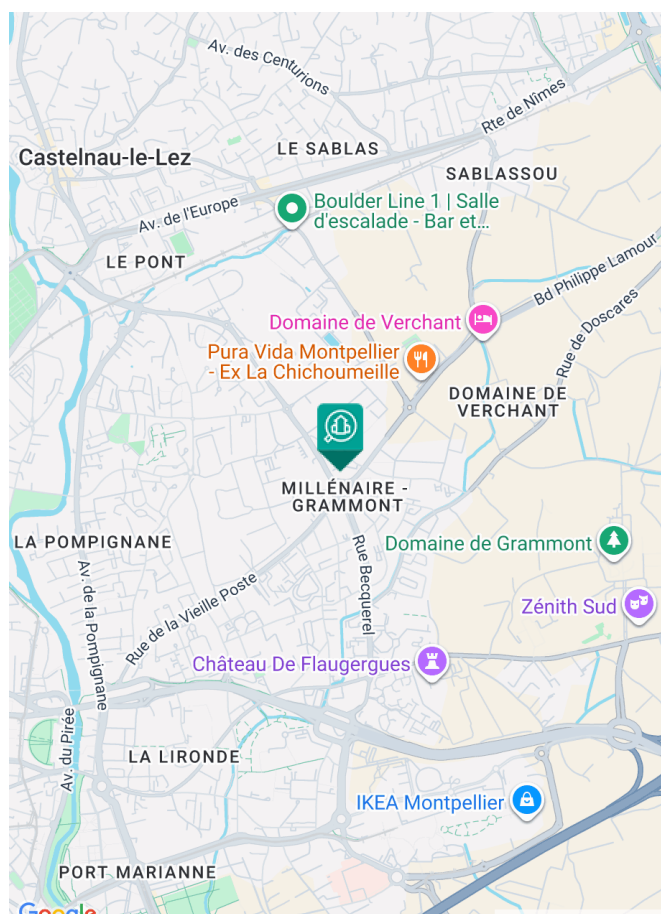 Av. des Centurions
Rte de Nîmes
LE SABLAS
Castelnau-le-Lez
SABLASSOU
Boulder Line 1 | Salle
d'escalade - Bar et...
Av. de l'Europe
LE PONT
Bd Philippe Lamour
Domaine de Verchant
Rue de Doscares
Pura Vida Montpellier
- Ex La Chichoumeille
DOMAINE DE
VERCHANT
MILLÉNAIRE -
GRAMMONT
LA POMPIGNANE
Domaine de Grammont
Rue Becquerel
Av. de la Pompignane
Rue de la Vieille Poste
Zénith Sud
Château De Flaugergues
Av. du Pirée
LA LIRONDE
IKEA Montpellier
PORT MARIANNE
Google